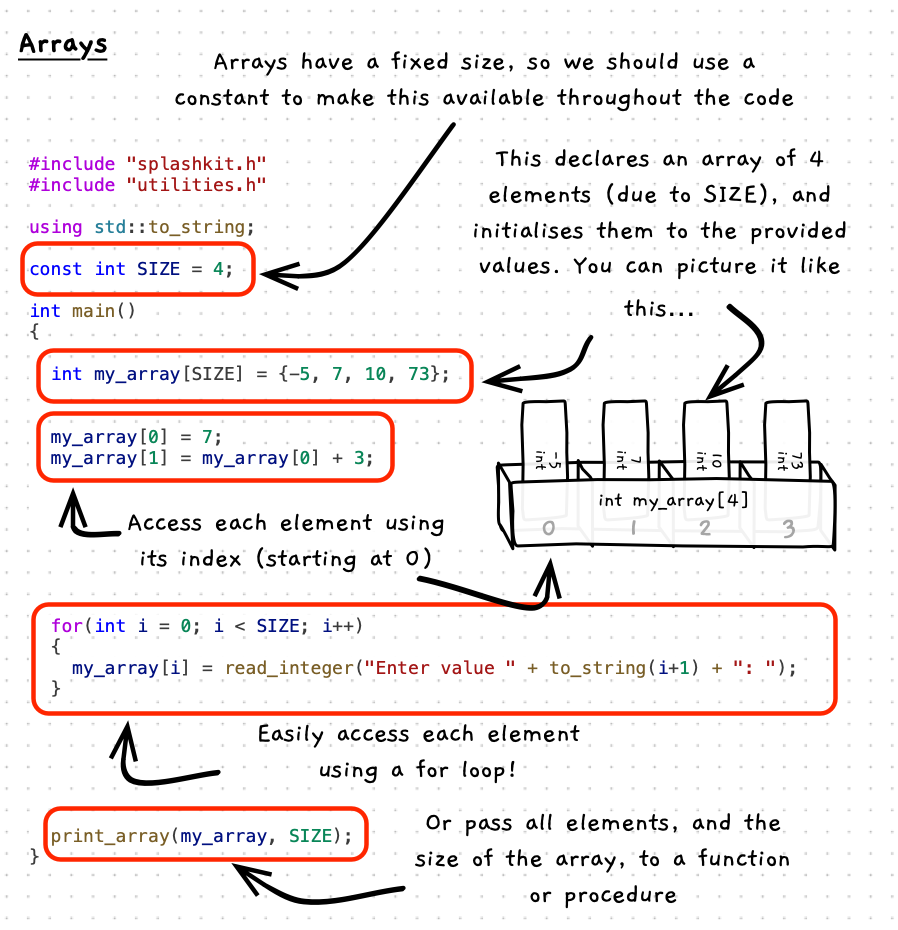 Arrays
Arrays have a fixed size, so we should use a
constant to make this available throughout the code
#include "splashkit.h"
#include "utilities.h"
using std::to_string;
const int SIZE = 4;
int main()
{
This declares an array of 4
elements (due to SIZE), and
initialises them to the provided
values. You can picture it like
this...
int my_array[SIZE] = {-5, 7, 10, 73};
my_array[0] = 7;
my_array[1] = my_array[0] + 3;
-5
int
7
int
10
int
73
int
int my_array[4]
0 1 2 3
Access each element using
its index (starting at 0)
for(int i = 0; i < SIZE; i++)
{
my_array[i] = read_integer("Enter value " + to_string(i+1) + ": ");
}
Easily access each element
using a for loop!
print_array(my_array, SIZE);
}
Or pass all elements, and the
size of the array, to a function
or procedure